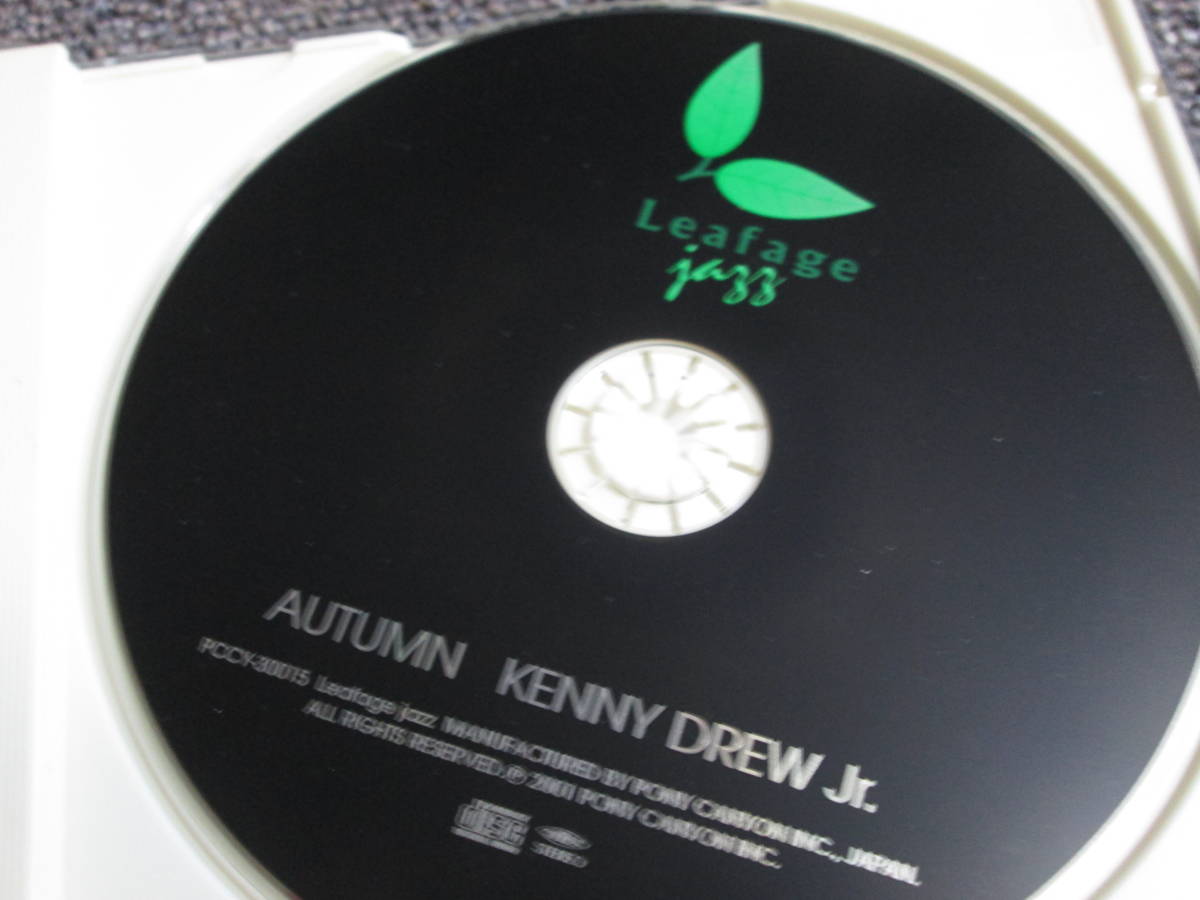 Leafage
jazz
AUTUMN KENNY DREW Jr.
PCCY-30015 Leafage jazz MANUFACTURED BY PONY CANYON INC., JAPAN.
ALL RIGHTS RESERVED. ℗ 2001 PONY CANYON INC.
STEREO